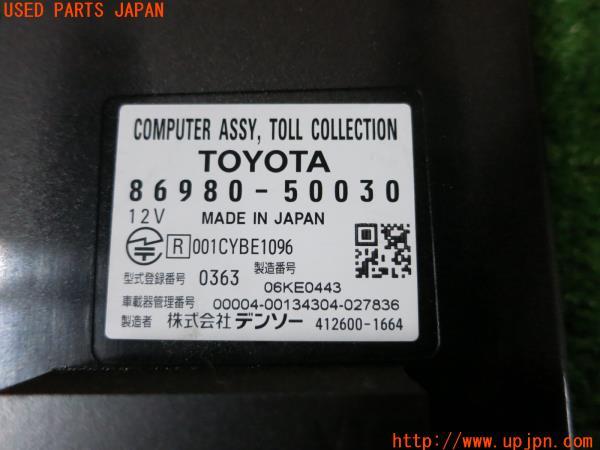 USED PARTS JAPAN
COMPUTER ASSY, TOLL COLLECTION
TOYOTA
86980-50030
12V MADE IN JAPAN
R 001CYBE1096
型式登録番号 0363 製造番号 06KE0443
車載器管理番号 00004-00134304-027836
製造者 株式会社デンソー 412600-1664
http://www.upjpn.com/